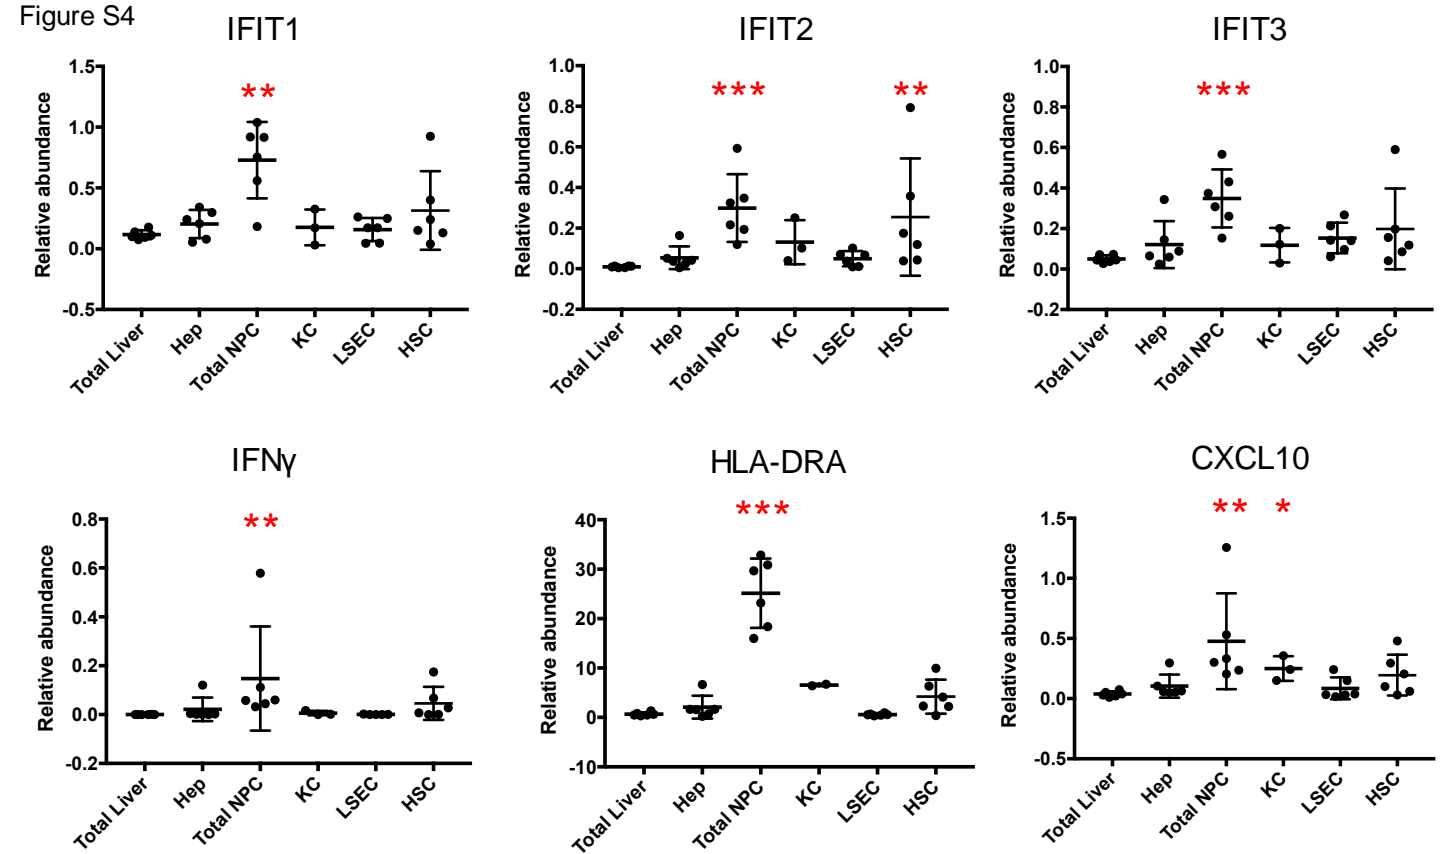 Figure S4
IFIT1
Relative abundance
1.5
1.0
0.5
0.0
-0.5
**
Total Liver
Hep
Total NPC
KC
LSEC
HSC
IFIT2
Relative abundance
1.0
0.8
0.6
0.4
0.2
0.0
-0.2
***
**
Total Liver
Hep
Total NPC
KC
LSEC
HSC
IFIT3
Relative abundance
1.0
0.8
0.6
0.4
0.2
0.0
-0.2
***
Total Liver
Hep
Total NPC
KC
LSEC
HSC
IFNγ
Relative abundance
0.8
0.6
0.4
0.2
0.0
-0.2
**
Total Liver
Hep
Total NPC
KC
LSEC
HSC
HLA-DRA
Relative abundance
40
30
20
10
0
-10
***
Total Liver
Hep
Total NPC
KC
LSEC
HSC
CXCL10
Relative abundance
1.5
1.0
0.5
0.0
-0.5
**
*
Total Liver
Hep
Total NPC
KC
LSEC
HSC